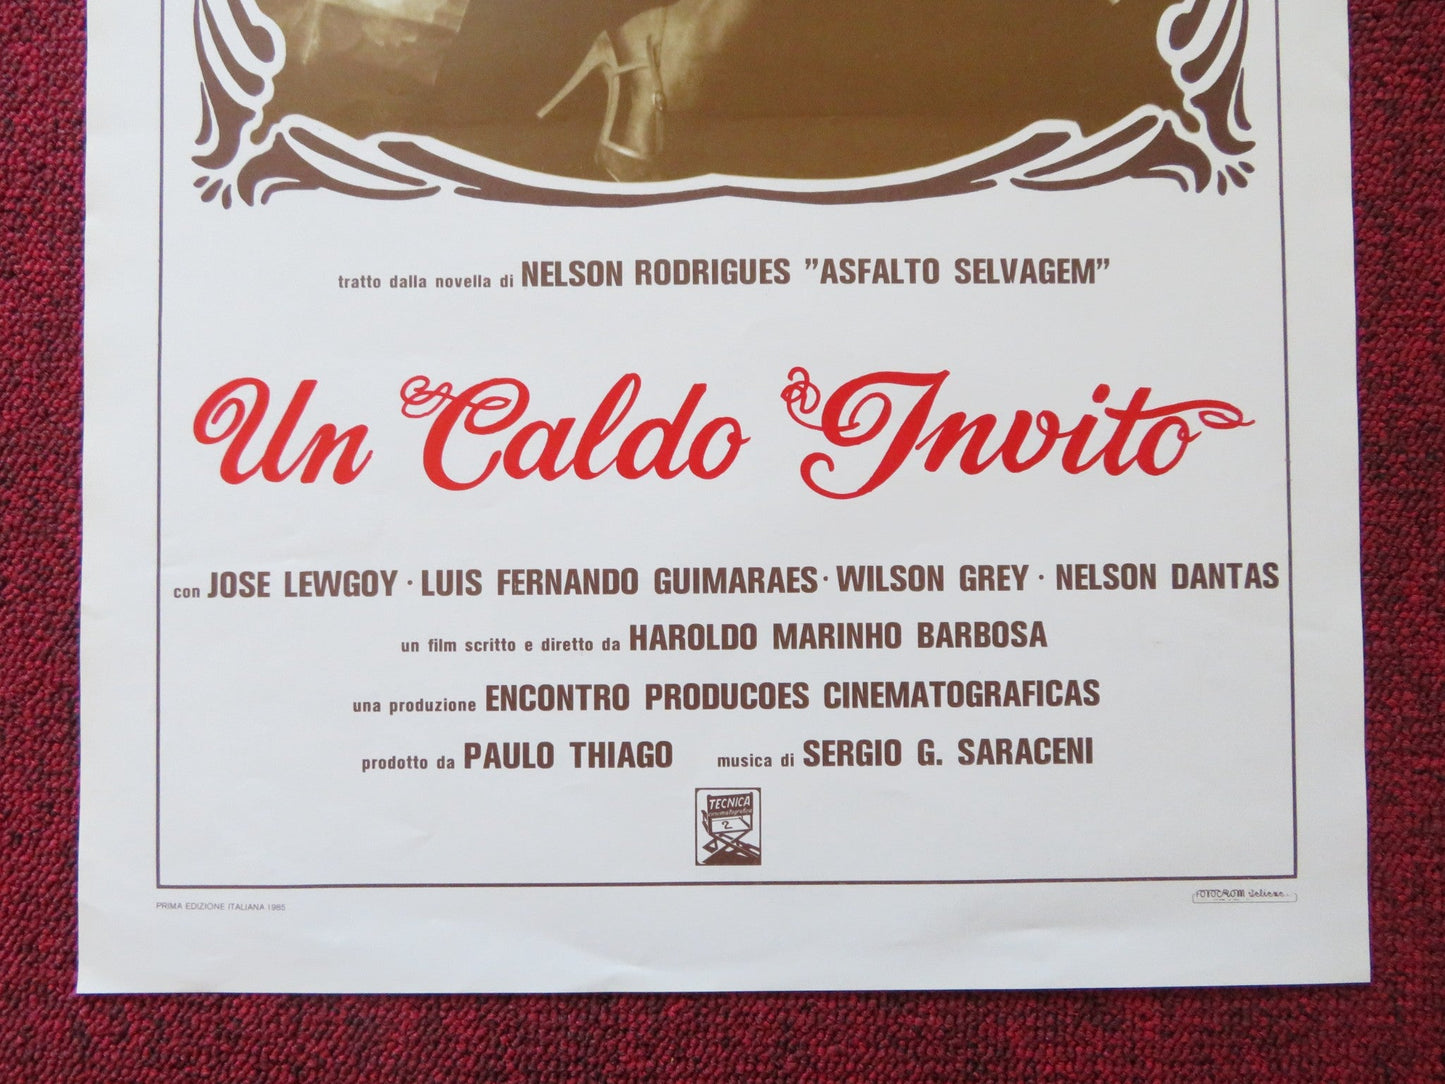 tratto dalla novella di NELSON RODRIGUES "ASFALTO SELVAGEM"
Un Caldo Invito
con JOSE LEWGOY · LUIS FERNANDO GUIMARAES · WILSON GREY · NELSON DANTAS
un film scritto e diretto da HAROLDO MARINHO BARBOSA
una produzione ENCONTRO PRODUCOES CINEMATOGRAFICAS
prodotto da PAULO THIAGO musica di SERGIO G. SARACENI
TECNICA
cinematografica
2
PRIMA EDIZIONE ITALIANA 1985